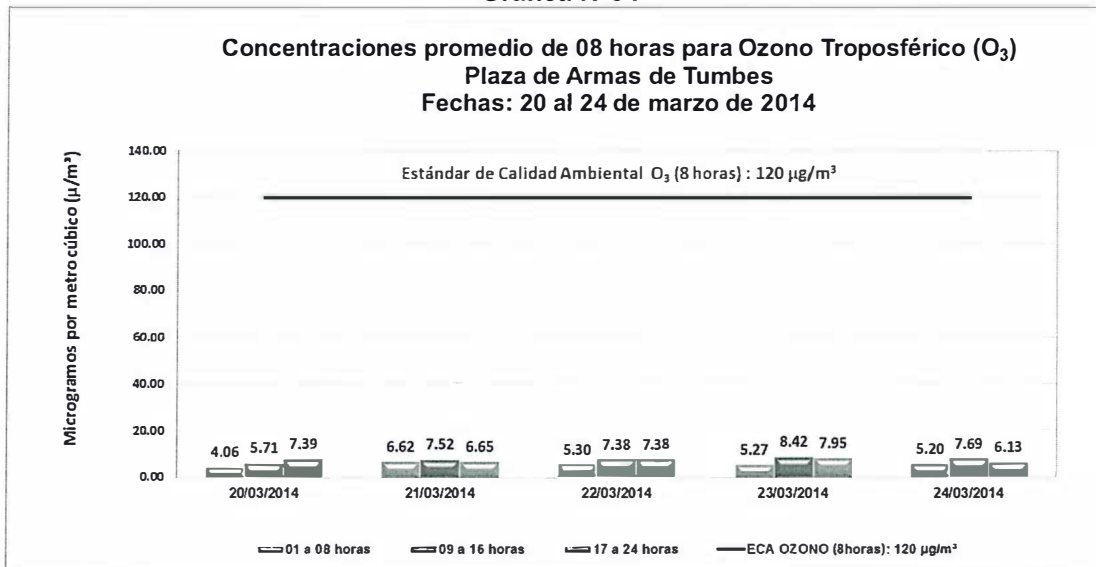 Concentraciones promedio de 08 horas para Ozono Troposférico (O₃)
Plaza de Armas de Tumbes
Fechas: 20 al 24 de marzo de 2014
Microgramos por metro cúbico (µ/m³)
140.00
120.00
100.00
80.00
60.00
40.00
20.00
0.00
Estándar de Calidad Ambiental O₃ (8 horas) : 120 µg/m³
4.06 5.71 7.39
6.62 7.52 6.65
5.30 7.38 7.38
5.27 8.42 7.95
5.20 7.69 6.13
20/03/2014 21/03/2014 22/03/2014 23/03/2014 24/03/2014
01 a 08 horas 09 a 16 horas 17 a 24 horas ECA OZONO (8horas): 120 µg/m³